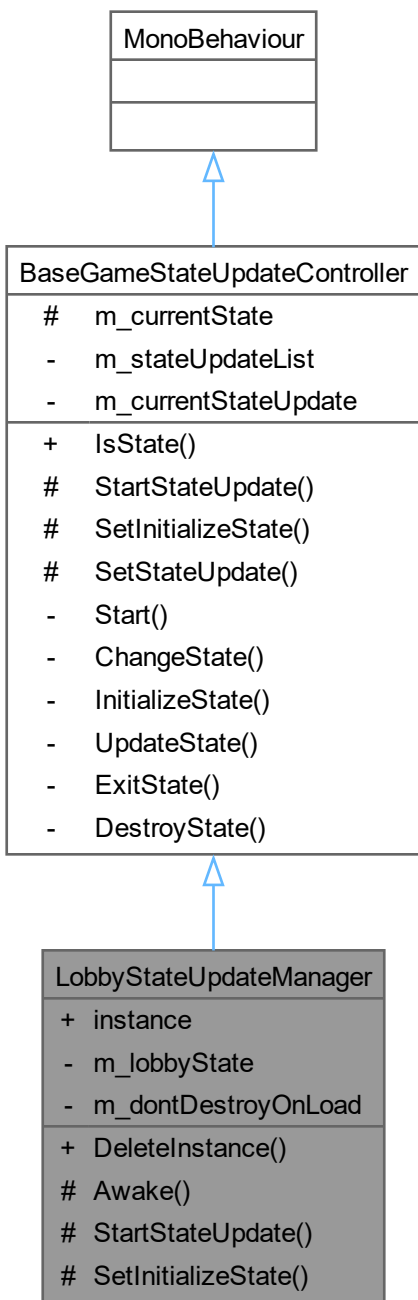 MonoBehaviour
BaseGameStateUpdateController
# m_currentState
- m_stateUpdateList
- m_currentStateUpdate
+ IsState()
# StartStateUpdate()
# SetInitializeState()
# SetStateUpdate()
- Start()
- ChangeState()
- InitializeState()
- UpdateState()
- ExitState()
- DestroyState()
LobbyStateUpdateManager
+ instance
- m_lobbyState
- m_dontDestroyOnLoad
+ DeleteInstance()
# Awake()
# StartStateUpdate()
# SetInitializeState()